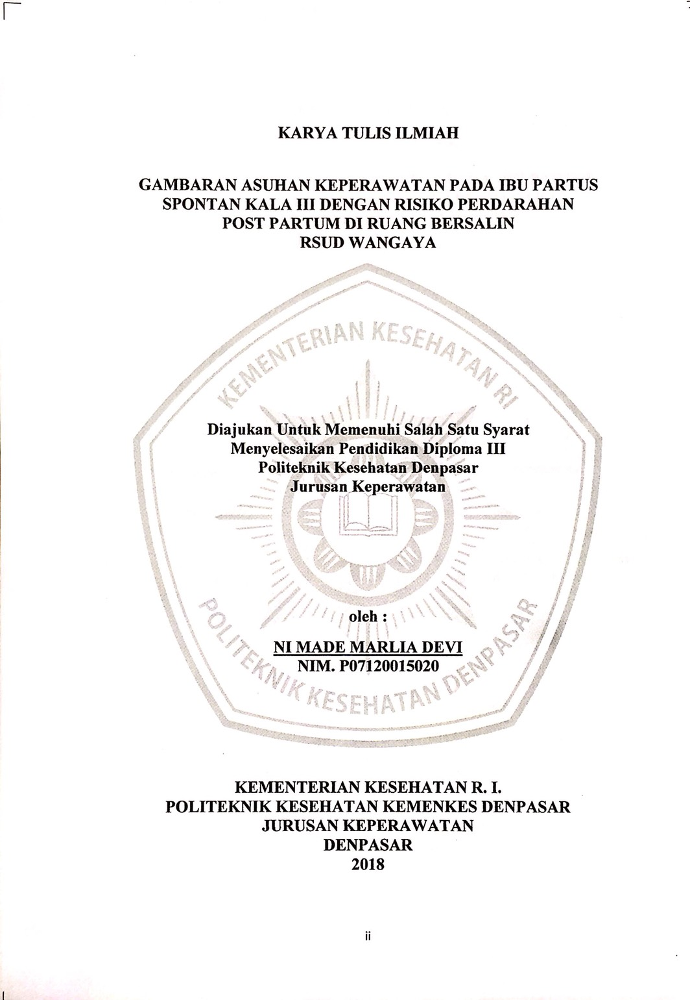 KARYA TULIS ILMIAH
GAMBARAN ASUHAN KEPERAWATAN PADA IBU PARTUS
SPONTAN KALA III DENGAN RISIKO PERDARAHAN
POST PARTUM DI RUANG BERSALIN
RSUD WANGAYA
KEMENTERIAN KESEHATAN RI
Diajukan Untuk Memenuhi Salah Satu Syarat
Menyelesaikan Pendidikan Diploma III
Politeknik Kesehatan Denpasar
Jurusan Keperawatan
oleh :
NI MADE MARLIA DEVI
NIM. P07120015020
POLITEKNIK KESEHATAN DENPASAR
KEMENTERIAN KESEHATAN R. I.
POLITEKNIK KESEHATAN KEMENKES DENPASAR
JURUSAN KEPERAWATAN
DENPASAR
2018
ii